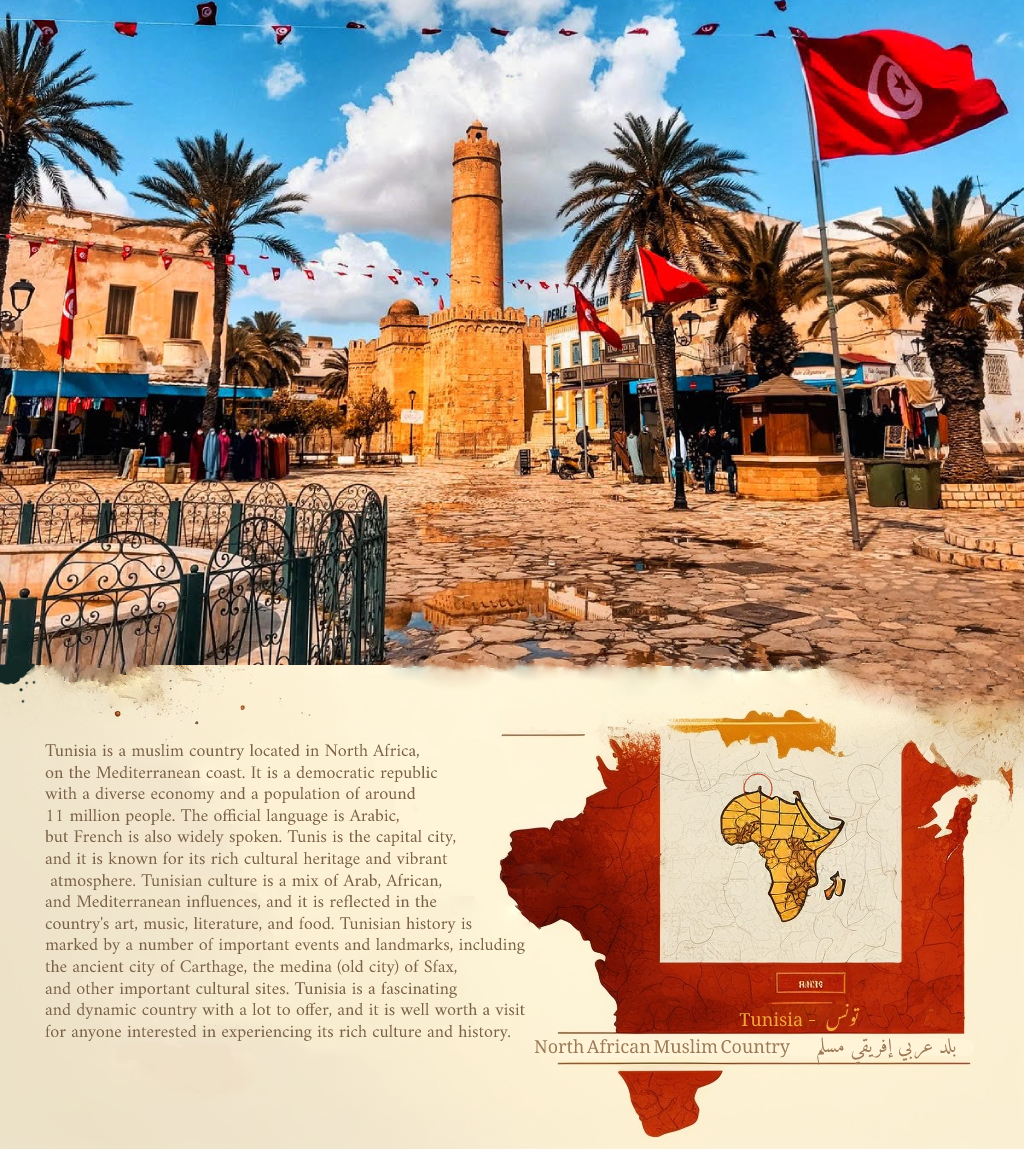 PERLE
Tunisia is a muslim country located in North Africa,
on the Mediterranean coast. It is a democratic republic
with a diverse economy and a population of around
11 million people. The official language is Arabic,
but French is also widely spoken. Tunis is the capital city,
and it is known for its rich cultural heritage and vibrant
atmosphere. Tunisian culture is a mix of Arab, African,
and Mediterranean influences, and it is reflected in the
country's art, music, literature, and food. Tunisian history is
marked by a number of important events and landmarks, including
the ancient city of Carthage, the medina (old city) of Sfax,
and other important cultural sites. Tunisia is a fascinating
and dynamic country with a lot to offer, and it is well worth a visit
for anyone interested in experiencing its rich culture and history.
Tunisia - تونس
North African Muslim Country بلد عربي إفريقي مسلم